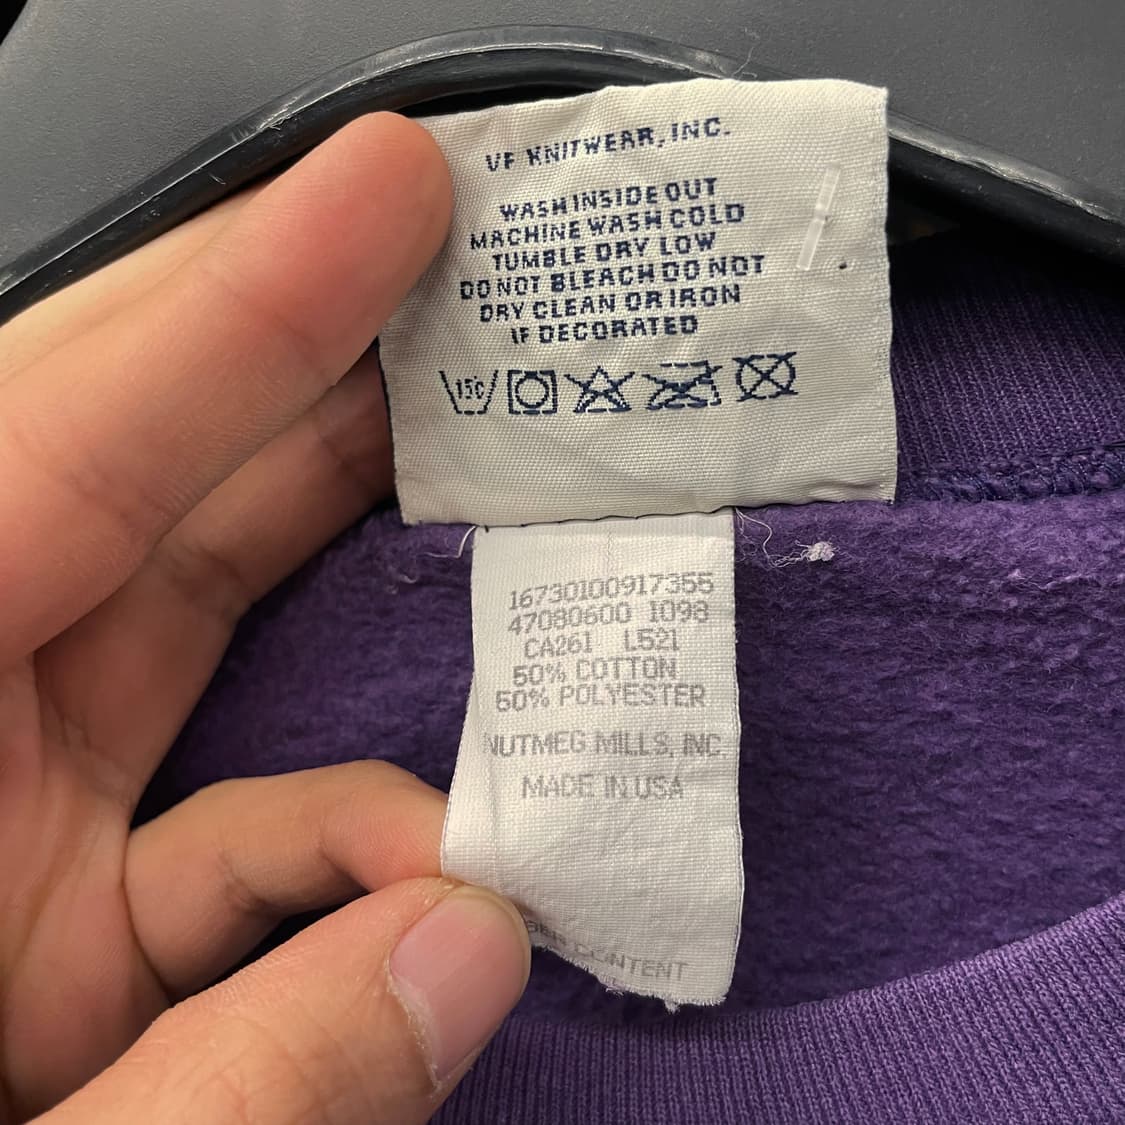 VF KNITWEAR, INC.
WASH INSIDE OUT
MACHINE WASH COLD
TUMBLE DRY LOW
DO NOT BLEACH DO NOT
DRY CLEAN OR IRON
IF DECORATED
15°C
16730100917355
47080600 1098
CA261 L521
50% COTTON
50% POLYESTER
NUTMEG MILLS, INC.
MADE IN USA
CONTENT